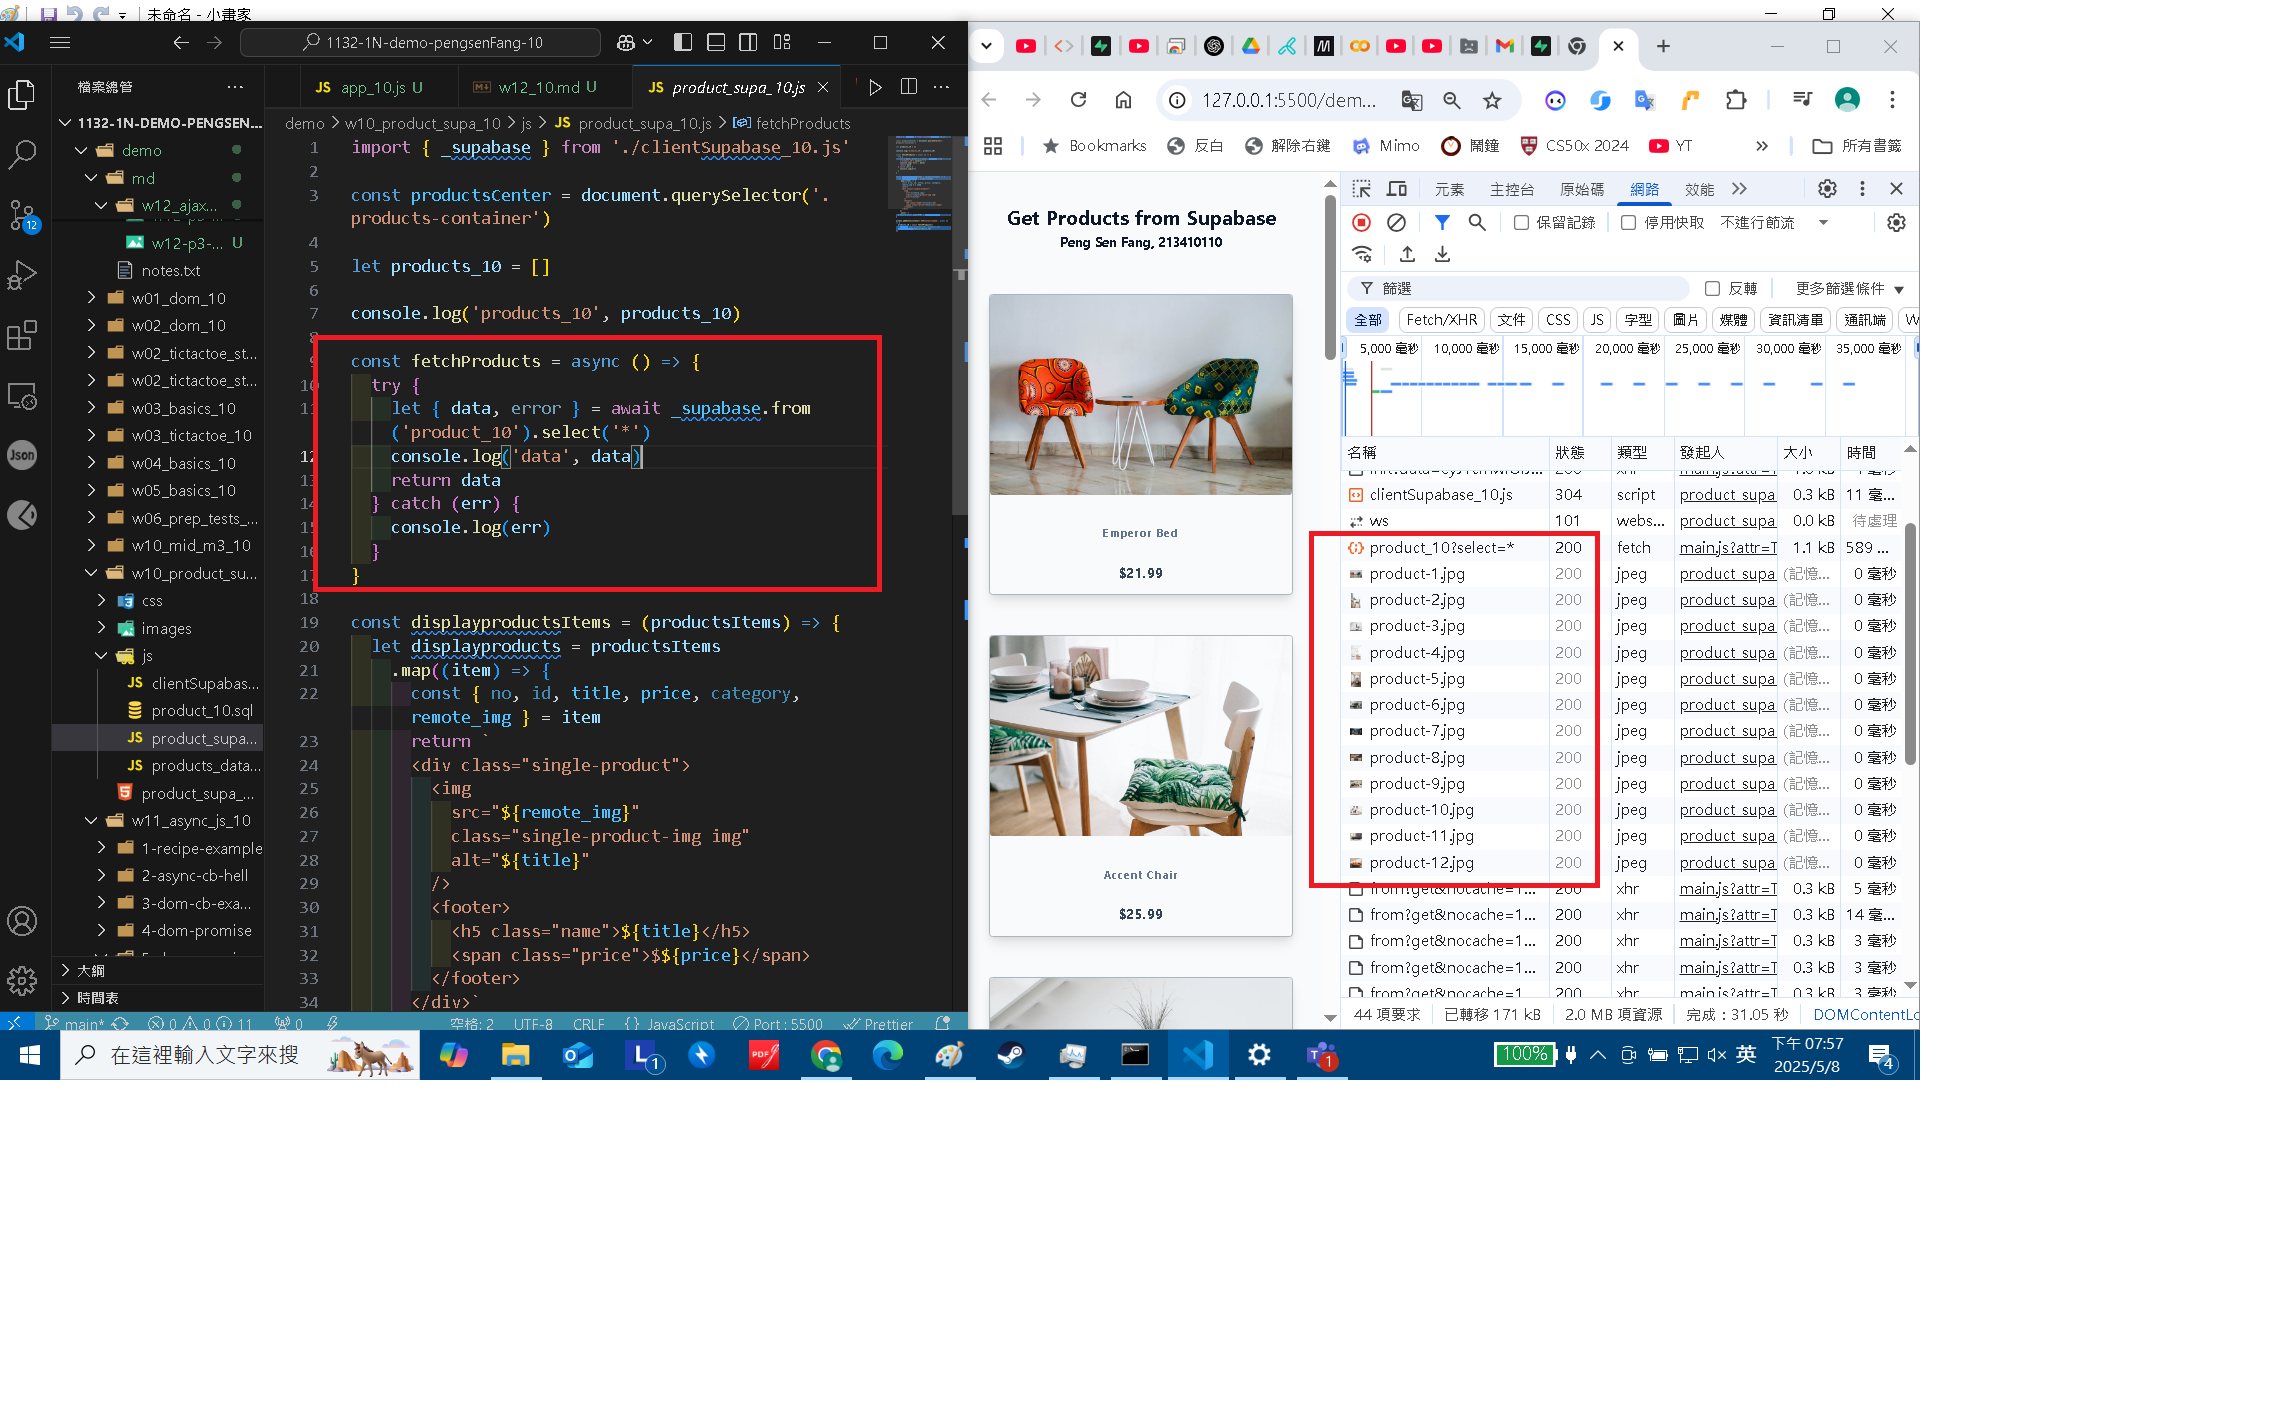 未命名 - 小畫家
1132-1N-demo-pengsenFang-10
檔案總管
1132-1N-DEMO-PENGSEN...
demo
md
w12_ajax...
w12-p3-... U
notes.txt
w01_dom_10
w02_dom_10
w02_tictactoe_st...
w02_tictactoe_st...
w03_basics_10
w03_tictactoe_10
w04_basics_10
w05_basics_10
w06_prep_tests_...
w10_mid_m3_10
w10_product_su...
css
images
js
JS clientSupabas...
product_10.sql
JS product_supa...
JS products_data...
product_supa_...
w11_async_js_10
1-recipe-example
2-async-cb-hell
3-dom-cb-exa...
4-dom-promise
大綱
時間表
12
Json
JS app_10.js U
w12_10.md U
JS product_supa_10.js
demo > w10_product_supa_10 > js > JS product_supa_10.js > fetchProducts
1 import { _supabase } from './clientSupabase_10.js'
2
3 const productsCenter = document.querySelector('.
products-container')
4
5 let products_10 = []
6
7 console.log('products_10', products_10)
8
9 const fetchProducts = async () => {
10 try {
11 let { data, error } = await _supabase.from
('product_10').select('*')
12 console.log('data', data)
13 return data
14 } catch (err) {
15 console.log(err)
16 }
17 }
18
19 const displayproductsItems = (productsItems) => {
20 let displayproducts = productsItems
21 .map((item) => {
22 const { no, id, title, price, category,
remote_img } = item
23 return `
24 <div class="single-product">
25 <img
26 src="${remote_img}"
27 class="single-product-img img"
28 alt="${title}"
29 />
30 <footer>
31 <h5 class="name">${title}</h5>
32 <span class="price">$${price}</span>
33 </footer>
34 </div>`
main* 0 0 11 0 空格: 2 UTF-8 CRLF {} JavaScript Port : 5500 Prettier
127.0.0.1:5500/dem...
Bookmarks 反白 解除右鍵 Mimo 鬧鐘 CS50x 2024 YT » 所有書籤
Get Products from Supabase
Peng Sen Fang, 213410110
Emperor Bed
$21.99
Accent Chair
$25.99
元素 主控台 原始碼 網路 效能
保留記錄 停用快取 不進行節流
篩選 反轉 更多篩選條件
全部 Fetch/XHR 文件 CSS JS 字型 圖片 媒體 資訊清單 通訊端 W
5,000 毫秒 10,000 毫秒 15,000 毫秒 20,000 毫秒 25,000 毫秒 30,000 毫秒 35,000 毫秒
名稱 狀態 類型 發起人 大小 時間
clientSupabase_10.js 304 script product_supa 0.3 kB 11 毫...
ws 101 webs... product_supa 0.0 kB 待處理
product_10?select=* 200 fetch main.js?attr=T 1.1 kB 589 ...
product-1.jpg 200 jpeg product_supa (記憶... 0 毫秒
product-2.jpg 200 jpeg product_supa (記憶... 0 毫秒
product-3.jpg 200 jpeg product_supa (記憶... 0 毫秒
product-4.jpg 200 jpeg product_supa (記憶... 0 毫秒
product-5.jpg 200 jpeg product_supa (記憶... 0 毫秒
product-6.jpg 200 jpeg product_supa (記憶... 0 毫秒
product-7.jpg 200 jpeg product_supa (記憶... 0 毫秒
product-8.jpg 200 jpeg product_supa (記憶... 0 毫秒
product-9.jpg 200 jpeg product_supa (記憶... 0 毫秒
product-10.jpg 200 jpeg product_supa (記憶... 0 毫秒
product-11.jpg 200 jpeg product_supa (記憶... 0 毫秒
product-12.jpg 200 jpeg product_supa (記憶... 0 毫秒
from?get&nocache=1... 200 xhr main.js?attr=T 0.3 kB 5 毫秒
from?get&nocache=1... 200 xhr main.js?attr=T 0.3 kB 14 毫...
from?get&nocache=1... 200 xhr main.js?attr=T 0.3 kB 3 毫秒
from?get&nocache=1... 200 xhr main.js?attr=T 0.3 kB 3 毫秒
from?get&nocache=1... 200 xhr main.js?attr=T 0.3 kB 3 毫秒
44 項要求 已轉移 171 kB 2.0 MB 項資源 完成：31.05 秒 DOMContentLo
在這裡輸入文字來搜
100% 英
下午 07:57
2025/5/8
4